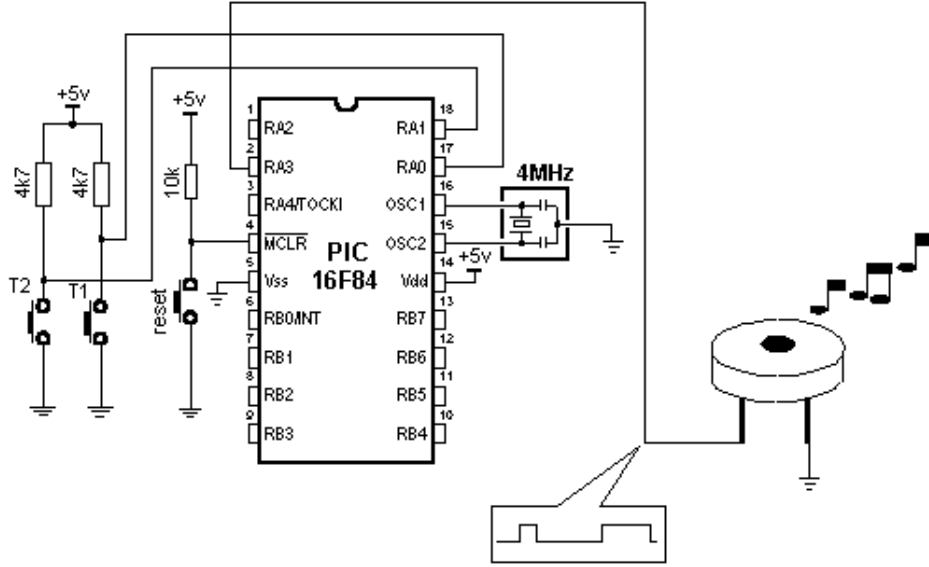 +5v
+5v
4k7
4k7
10k
T2
T1
reset
1
RA2
2
RA3
3
RA4/TOCKI
4
MCLR
5
Vss
6
RB0/INT
7
RB1
8
RB2
9
RB3
PIC
16F84
18
RA1
17
RA0
16
OSC1
15
OSC2
14
Vdd
13
RB7
12
RB6
11
RB5
10
RB4
4MHz
+5v